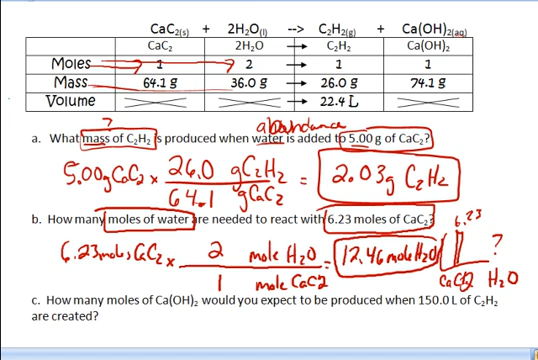 CaC2(s) + 2H2O(l) --> C2H2(g) + Ca(OH)2(aq)
CaC2 2H2O → C2H2 Ca(OH)2
Moles 1 2 → 1 1
Mass 64.1 g 36.0 g → 26.0 g 74.1 g
Volume → 22.4 L
?
abundance
a. What mass of C2H2 is produced when water is added to 5.00 g of CaC2?
5.00g CaC2 × 26.0 g C2H2 / 64.1 g CaC2 = 2.03g C2H2
b. How many moles of water are needed to react with 6.23 moles of CaC2?
6.23 moles CaC2 × 2 mole H2O / 1 mole CaC2 = 12.46 mole H2O
6.23
?
CaC2 H2O
c. How many moles of Ca(OH)2 would you expect to be produced when 150.0 L of C2H2
are created?